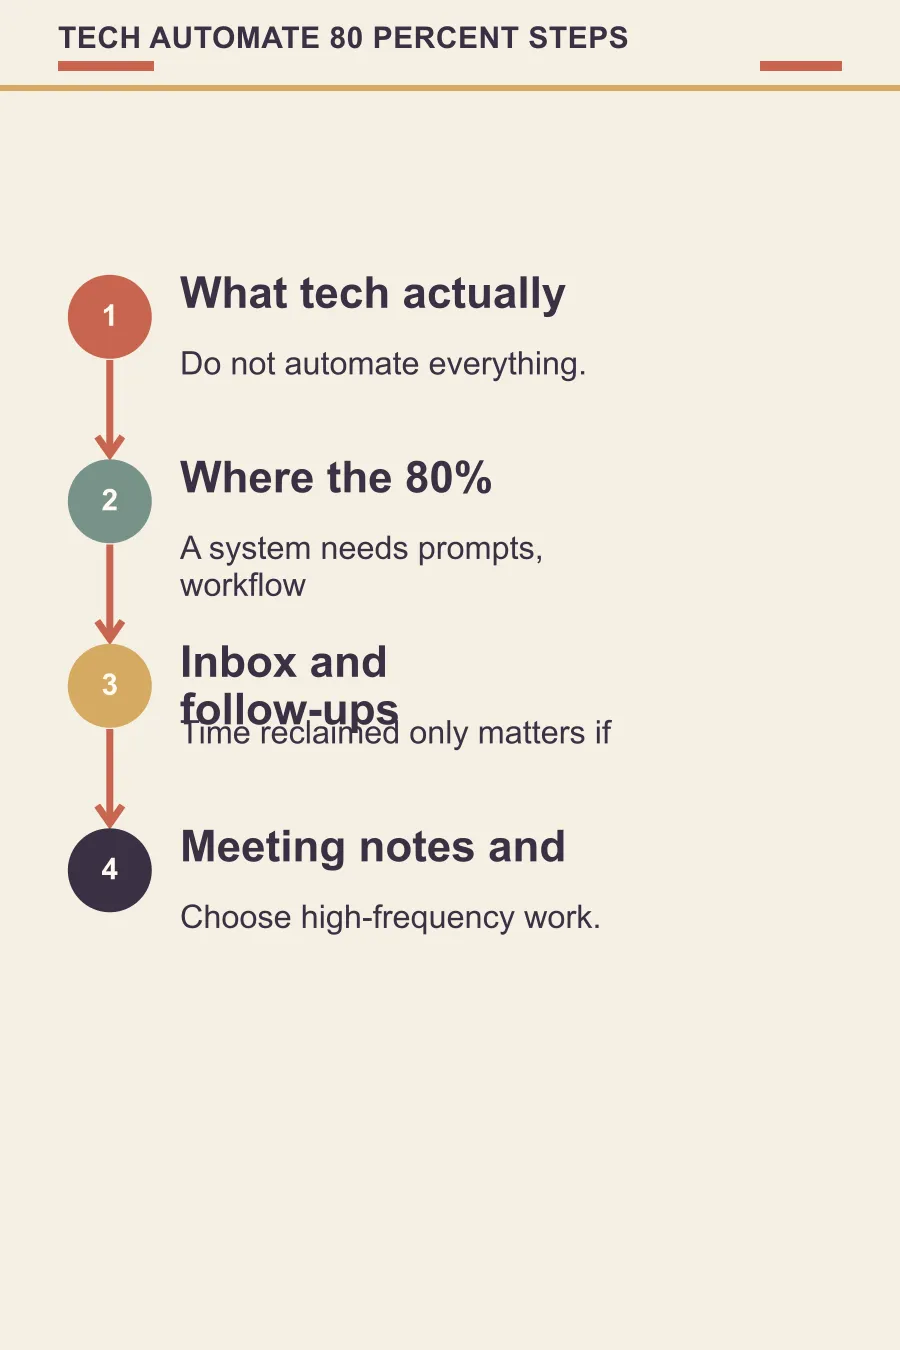 TECH AUTOMATE 80 PERCENT STEPS
1
What tech actually
Do not automate everything.
2
Where the 80%
A system needs prompts,
workflow
3
Inbox and
follow-ups
Time reclaimed only matters if
4
Meeting notes and
Choose high-frequency work.